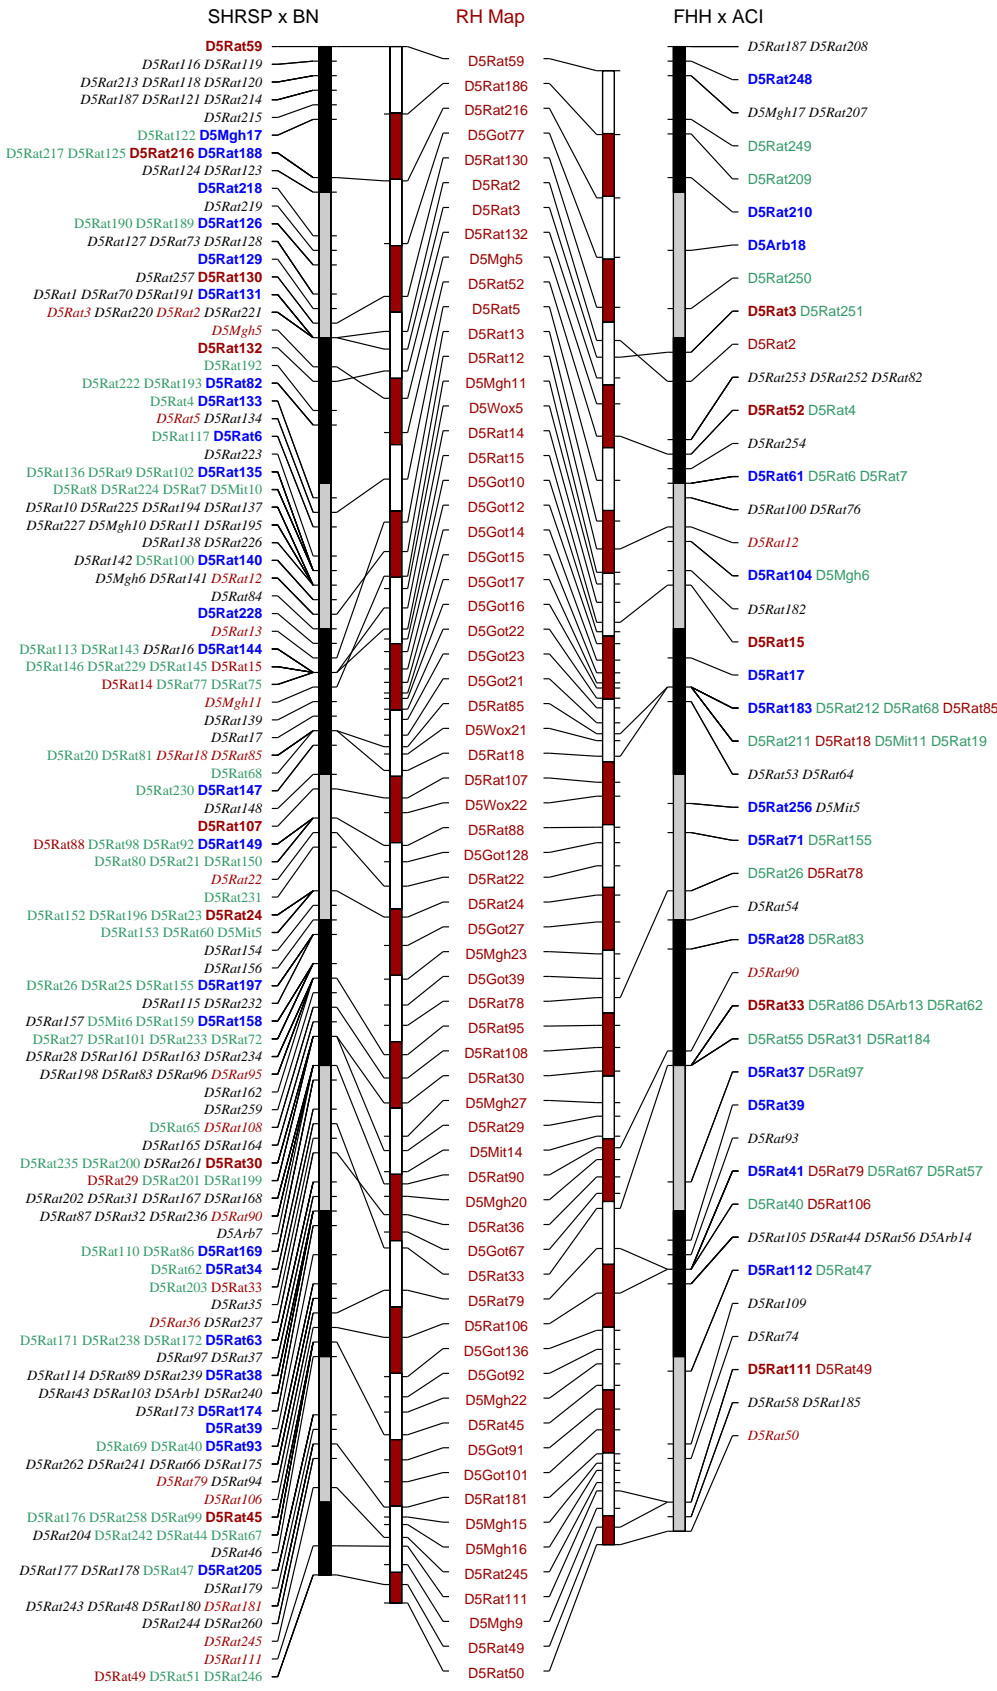 SHRSP x BN
D5Rat59
D5Rat116 D5Rat119
D5Rat213 D5Rat118 D5Rat120
D5Rat187 D5Rat121 D5Rat214
D5Rat215
D5Rat122 D5Mgh17
D5Rat217 D5Rat125 D5Rat216 D5Rat188
D5Rat124 D5Rat123
D5Rat218
D5Rat219
D5Rat190 D5Rat189 D5Rat126
D5Rat127 D5Rat73 D5Rat128
D5Rat129
D5Rat257 D5Rat130
D5Rat1 D5Rat70 D5Rat191 D5Rat131
D5Rat3 D5Rat220 D5Rat2 D5Rat221
D5Mgh5
D5Rat132
D5Rat192
D5Rat222 D5Rat193 D5Rat82
D5Rat4 D5Rat133
D5Rat5 D5Rat134
D5Rat117 D5Rat6
D5Rat223
D5Rat136 D5Rat9 D5Rat102 D5Rat135
D5Rat8 D5Rat224 D5Rat7 D5Mit10
D5Rat10 D5Rat225 D5Rat194 D5Rat137
D5Rat227 D5Mgh10 D5Rat11 D5Rat195
D5Rat138 D5Rat226
D5Rat142 D5Rat100 D5Rat140
D5Mgh6 D5Rat141 D5Rat12
D5Rat84
D5Rat228
D5Rat13
D5Rat113 D5Rat143 D5Rat16 D5Rat144
D5Rat146 D5Rat229 D5Rat145 D5Rat15
D5Rat14 D5Rat77 D5Rat75
D5Mgh11
D5Rat139
D5Rat17
D5Rat20 D5Rat81 D5Rat18 D5Rat85
D5Rat68
D5Rat230 D5Rat147
D5Rat148
D5Rat107
D5Rat88 D5Rat98 D5Rat92 D5Rat149
D5Rat80 D5Rat21 D5Rat150
D5Rat22
D5Rat231
D5Rat152 D5Rat196 D5Rat23 D5Rat24
D5Rat153 D5Rat60 D5Mit5
D5Rat154
D5Rat156
D5Rat26 D5Rat25 D5Rat155 D5Rat197
D5Rat115 D5Rat232
D5Rat157 D5Mit6 D5Rat159 D5Rat158
D5Rat27 D5Rat101 D5Rat233 D5Rat72
D5Rat28 D5Rat161 D5Rat163 D5Rat234
D5Rat198 D5Rat83 D5Rat96 D5Rat95
D5Rat162
D5Rat259
D5Rat65 D5Rat108
D5Rat165 D5Rat164
D5Rat235 D5Rat200 D5Rat261 D5Rat30
D5Rat29 D5Rat201 D5Rat199
D5Rat202 D5Rat31 D5Rat167 D5Rat168
D5Rat87 D5Rat32 D5Rat236 D5Rat90
D5Arb7
D5Rat110 D5Rat86 D5Rat169
D5Rat62 D5Rat34
D5Rat203 D5Rat33
D5Rat35
D5Rat36 D5Rat237
D5Rat171 D5Rat238 D5Rat172 D5Rat63
D5Rat97 D5Rat37
D5Rat114 D5Rat89 D5Rat239 D5Rat38
D5Rat43 D5Rat103 D5Arb1 D5Rat240
D5Rat173 D5Rat174
D5Rat39
D5Rat69 D5Rat40 D5Rat93
D5Rat262 D5Rat241 D5Rat66 D5Rat175
D5Rat79 D5Rat94
D5Rat106
D5Rat176 D5Rat258 D5Rat99 D5Rat45
D5Rat204 D5Rat242 D5Rat44 D5Rat67
D5Rat46
D5Rat177 D5Rat178 D5Rat47 D5Rat205
D5Rat179
D5Rat243 D5Rat48 D5Rat180 D5Rat181
D5Rat244 D5Rat260
D5Rat245
D5Rat111
D5Rat49 D5Rat51 D5Rat246
RH Map
D5Rat59
D5Rat186
D5Rat216
D5Got77
D5Rat130
D5Rat2
D5Rat3
D5Rat132
D5Mgh5
D5Rat52
D5Rat5
D5Rat13
D5Rat12
D5Mgh11
D5Wox5
D5Rat14
D5Rat15
D5Got10
D5Got12
D5Got14
D5Got15
D5Got17
D5Got16
D5Got22
D5Got23
D5Got21
D5Rat85
D5Wox21
D5Rat18
D5Rat107
D5Wox22
D5Rat88
D5Got128
D5Rat22
D5Rat24
D5Got27
D5Mgh23
D5Got39
D5Rat78
D5Rat95
D5Rat108
D5Rat30
D5Mgh27
D5Rat29
D5Mit14
D5Rat90
D5Mgh20
D5Rat36
D5Got67
D5Rat33
D5Rat79
D5Rat106
D5Got136
D5Got92
D5Mgh22
D5Rat45
D5Got91
D5Got101
D5Rat181
D5Mgh15
D5Mgh16
D5Rat245
D5Rat111
D5Mgh9
D5Rat49
D5Rat50
FHH x ACI
D5Rat187 D5Rat208
D5Rat248
D5Mgh17 D5Rat207
D5Rat249
D5Rat209
D5Rat210
D5Arb18
D5Rat250
D5Rat3 D5Rat251
D5Rat2
D5Rat253 D5Rat252 D5Rat82
D5Rat52 D5Rat4
D5Rat254
D5Rat61 D5Rat6 D5Rat7
D5Rat100 D5Rat76
D5Rat12
D5Rat104 D5Mgh6
D5Rat182
D5Rat15
D5Rat17
D5Rat183 D5Rat212 D5Rat68 D5Rat85
D5Rat211 D5Rat18 D5Mit11 D5Rat19
D5Rat53 D5Rat64
D5Rat256 D5Mit5
D5Rat71 D5Rat155
D5Rat26 D5Rat78
D5Rat54
D5Rat28 D5Rat83
D5Rat90
D5Rat33 D5Rat86 D5Arb13 D5Rat62
D5Rat55 D5Rat31 D5Rat184
D5Rat37 D5Rat97
D5Rat39
D5Rat93
D5Rat41 D5Rat79 D5Rat67 D5Rat57
D5Rat40 D5Rat106
D5Rat105 D5Rat44 D5Rat56 D5Arb14
D5Rat112 D5Rat47
D5Rat109
D5Rat74
D5Rat111 D5Rat49
D5Rat58 D5Rat185
D5Rat50